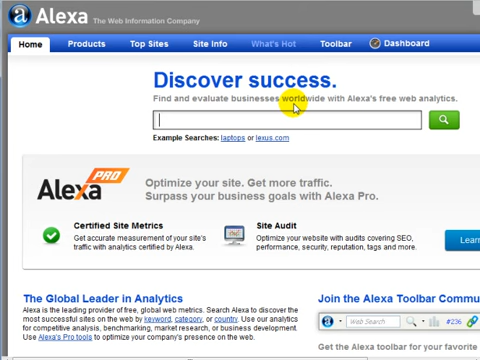 Alexa The Web Information Company
Home Products Top Sites Site Info What's Hot Toolbar Dashboard
Discover success.
Find and evaluate businesses worldwide with Alexa's free web analytics.
Example Searches: laptops or lexus.com
Alexa PRO
Optimize your site. Get more traffic.
Surpass your business goals with Alexa Pro.
Certified Site Metrics
Get accurate measurement of your site's
traffic with analytics certified by Alexa.
Site Audit
Optimize your website with audits covering SEO,
performance, security, reputation, tags and more.
Learn
The Global Leader in Analytics
Alexa is the leading provider of free, global web metrics. Search Alexa to discover the
most successful sites on the web by keyword, category, or country. Use our analytics
for competitive analysis, benchmarking, market research, or business development.
Use Alexa's Pro tools to optimize your company's presence on the web.
Join the Alexa Toolbar Commu
Web Search #236
Get the Alexa toolbar for your favorite